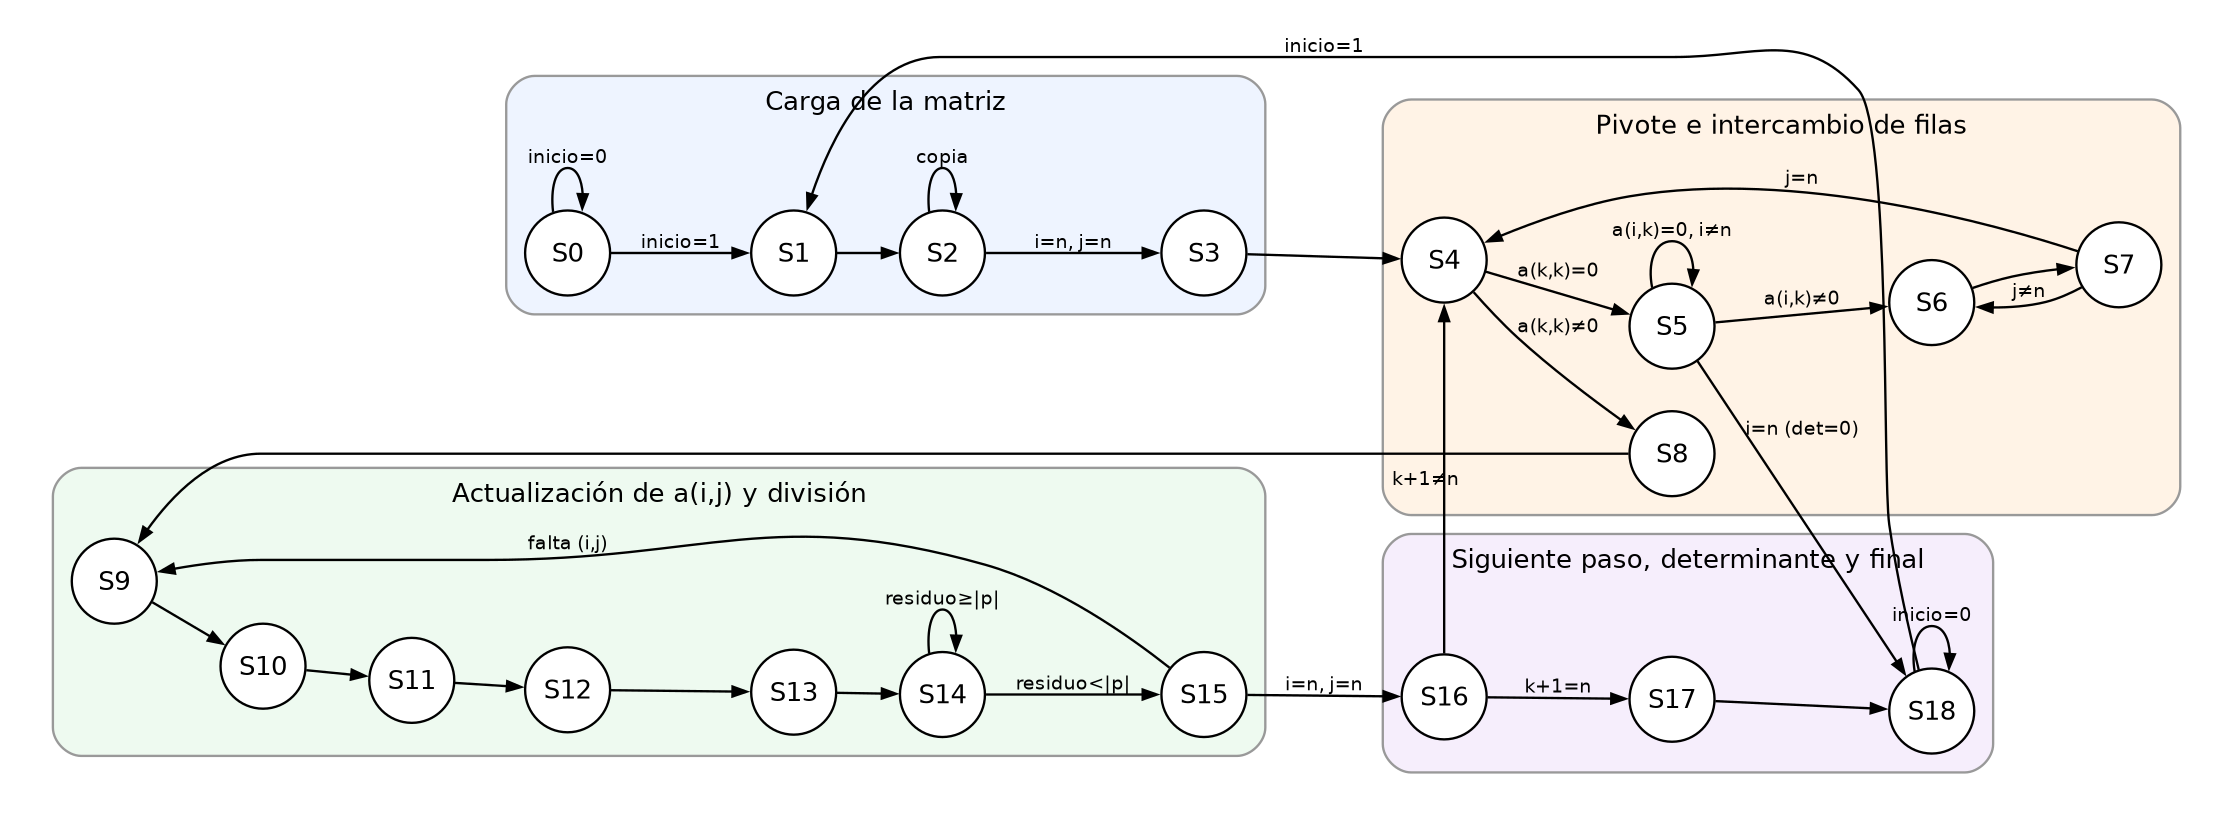 inicio=1
Carga de la matriz
inicio=0
copia
S0
inicio=1
S1
S2
i=n, j=n
S3
Pivote e intercambio de filas
j=n
a(i,k)=0, i≠n
S4
a(k,k)=0
a(k,k)≠0
S5
a(i,k)≠0
S6
j≠n
S7
i=n (det=0)
S8
k+1≠n
Actualización de a(i,j) y división
falta (i,j)
S9
residuo≥|p|
S10
S11
S12
S13
S14
residuo<|p|
S15
i=n, j=n
Siguiente paso, determinante y final
inicio=0
S16
k+1=n
S17
S18